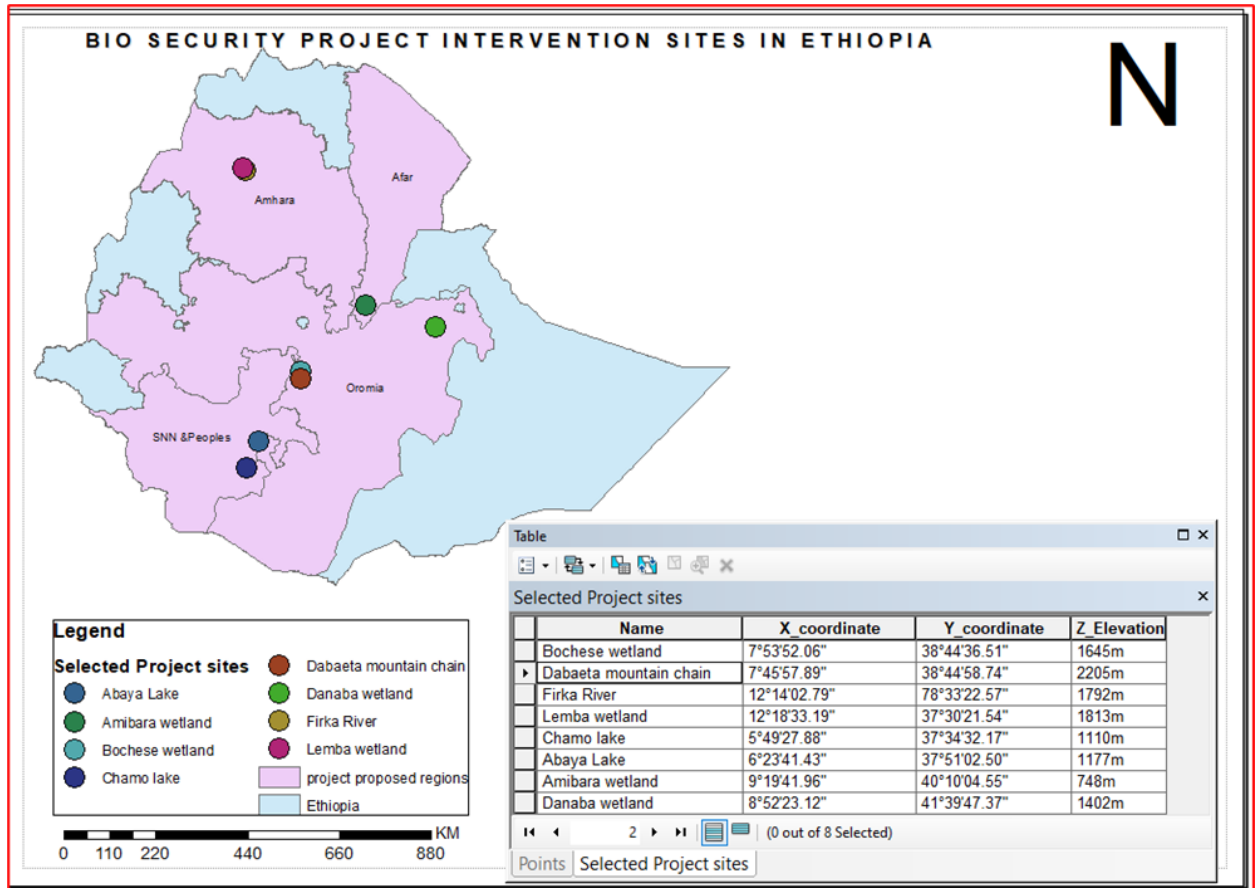 BIO SECURITY PROJECT INTERVENTION SITES IN ETHIOPIA
N
Afar
Amhara
Oromia
SNN &Peoples
Legend
Selected Project sites
Abaya Lake
Amibara wetland
Bochese wetland
Chamo lake
Dabaeta mountain chain
Danaba wetland
Firka River
Lemba wetland
project proposed regions
Ethiopia
KM
0 110 220 440 660 880
Table
Selected Project sites
Name X_coordinate Y_coordinate Z_Elevation
Bochese wetland 7°53'52.06" 38°44'36.51" 1645m
Dabaeta mountain chain 7°45'57.89" 38°44'58.74" 2205m
Firka River 12°14'02.79" 78°33'22.57" 1792m
Lemba wetland 12°18'33.19" 37°30'21.54" 1813m
Chamo lake 5°49'27.88" 37°34'32.17" 1110m
Abaya Lake 6°23'41.43" 37°51'02.50" 1177m
Amibara wetland 9°19'41.96" 40°10'04.55" 748m
Danaba wetland 8°52'23.12" 41°39'47.37" 1402m
2 (0 out of 8 Selected)
Points Selected Project sites